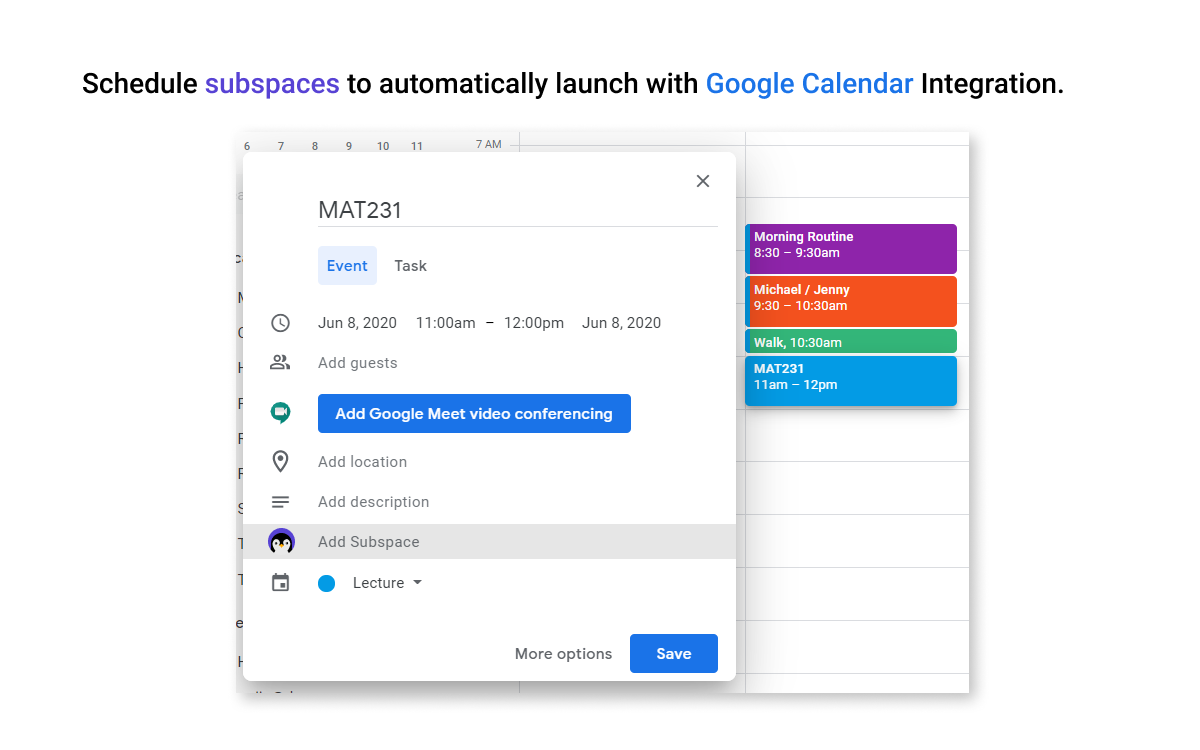 Schedule subspaces to automatically launch with Google Calendar Integration.
6 7 8 9 10 11
7 AM
MAT231
Event Task
Jun 8, 2020 11:00am – 12:00pm Jun 8, 2020
Add guests
Add Google Meet video conferencing
Add location
Add description
Add Subspace
Lecture
More options Save
Morning Routine
8:30 – 9:30am
Michael / Jenny
9:30 – 10:30am
Walk, 10:30am
MAT231
11am – 12pm